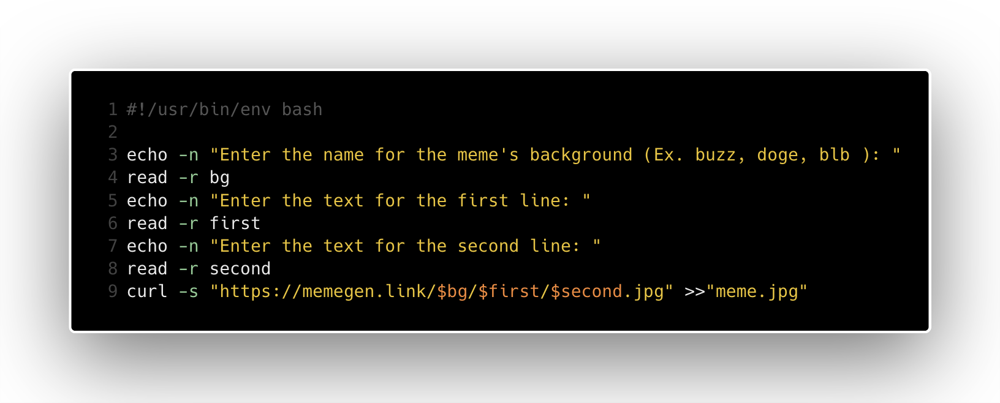 1 #!/usr/bin/env bash
2
3 echo -n "Enter the name for the meme's background (Ex. buzz, doge, blb ): "
4 read -r bg
5 echo -n "Enter the text for the first line: "
6 read -r first
7 echo -n "Enter the text for the second line: "
8 read -r second
9 curl -s "https://memegen.link/$bg/$first/$second.jpg" >>"meme.jpg"